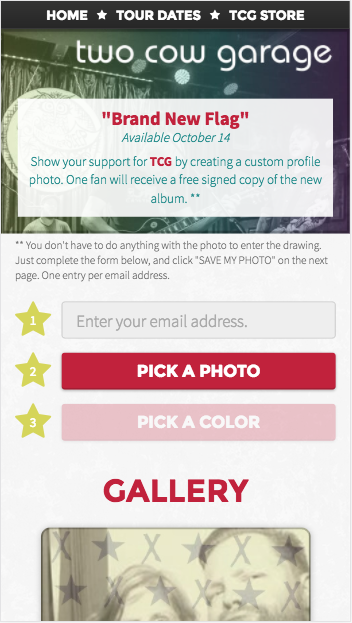 HOME ★ TOUR DATES ★ TCG STORE
two cow garage
"Brand New Flag"
Available October 14
Show your support for TCG by creating a custom profile
photo. One fan will receive a free signed copy of the new
album. **
** You don't have to do anything with the photo to enter the drawing.
Just complete the form below, and click "SAVE MY PHOTO" on the next
page. One entry per email address.
1
Enter your email address.
2
PICK A PHOTO
3
PICK A COLOR
GALLERY